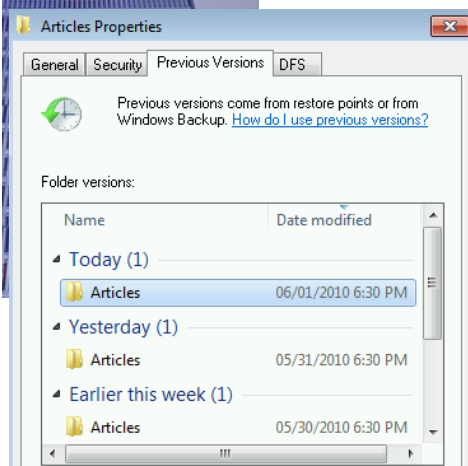 Articles Properties
General Security Previous Versions DFS
Previous versions come from restore points or from
Windows Backup. How do I use previous versions?
Folder versions:
Name Date modified
Today (1)
Articles 06/01/2010 6:30 PM
Yesterday (1)
Articles 05/31/2010 6:30 PM
Earlier this week (1)
Articles 05/30/2010 6:30 PM